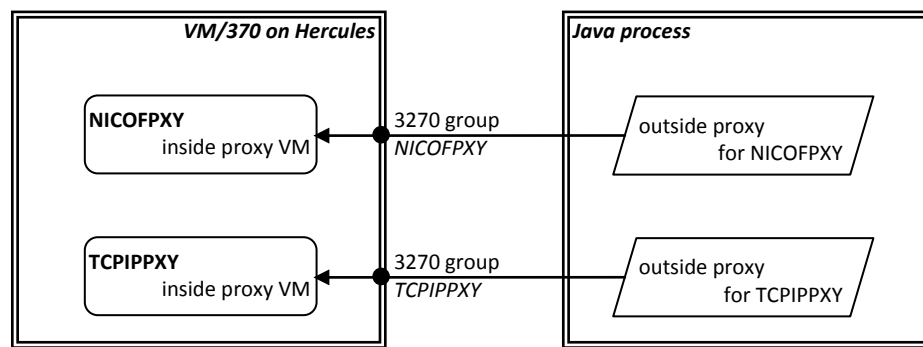 VM/370 on Hercules
Java process
NICOFPXY
inside proxy VM
3270 group
NICOFPXY
outside proxy
for NICOFPXY
TCPIPPXY
inside proxy VM
3270 group
TCPIPPXY
outside proxy
for TCPIPPXY